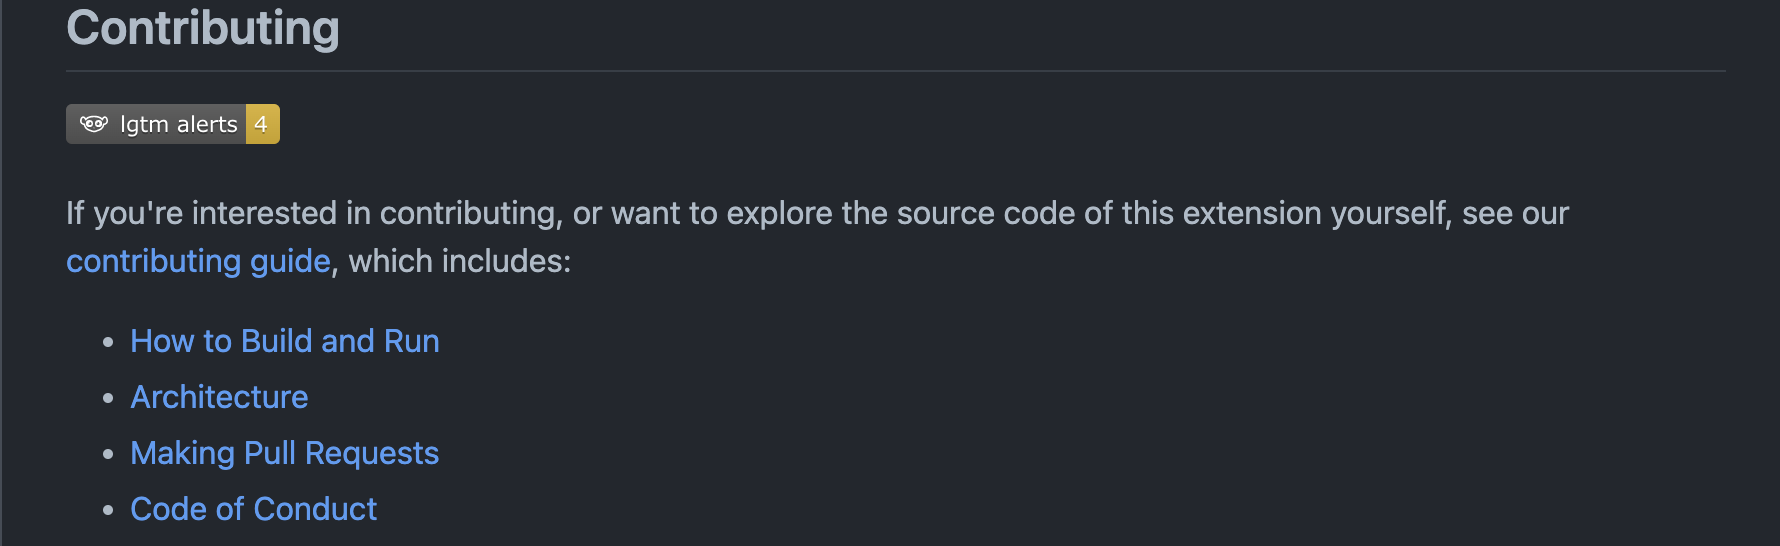 Contributing
lgtm alerts 4
If you're interested in contributing, or want to explore the source code of this extension yourself, see our
contributing guide, which includes:
How to Build and Run
Architecture
Making Pull Requests
Code of Conduct